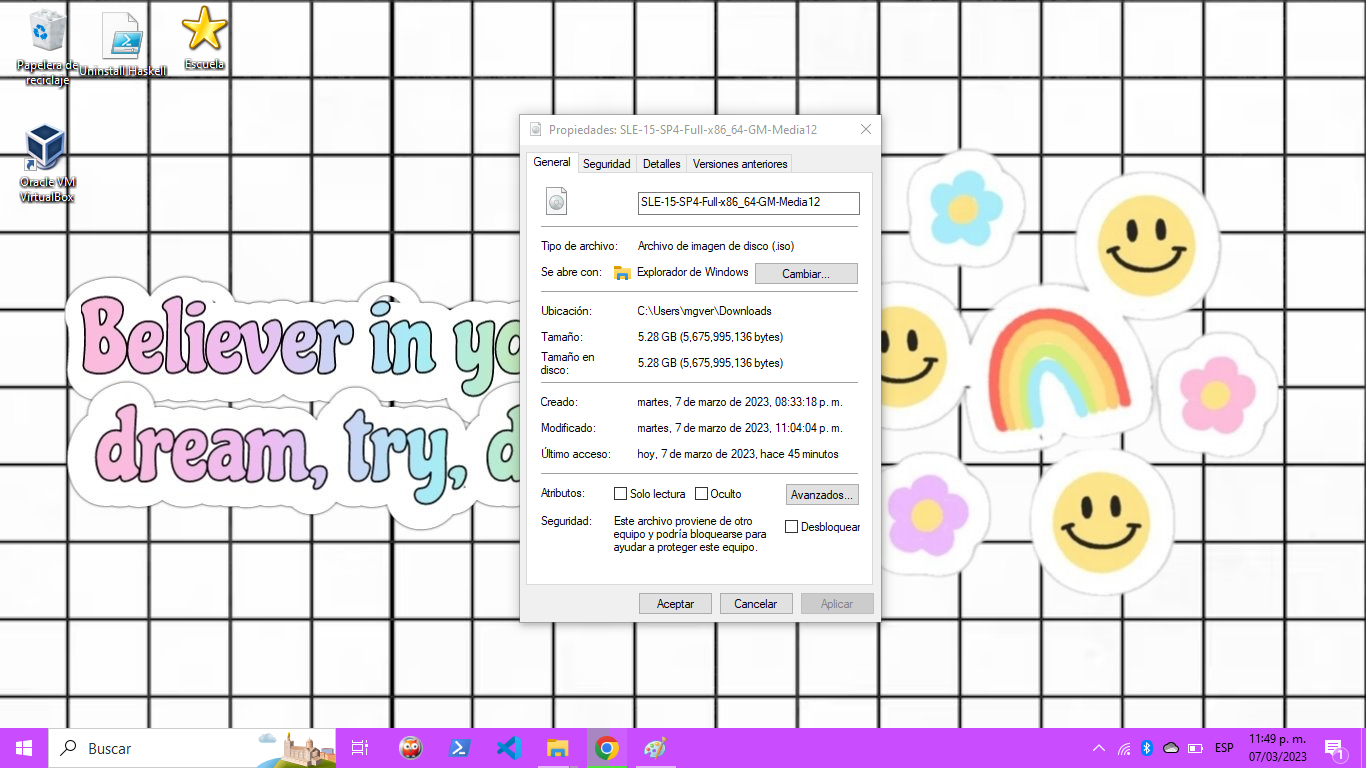 Papelera de
reciclaje
Uninstall Haskell
Escuela
Oracle VM
VirtualBox
Believer in yo
dream, try, d
Propiedades: SLE-15-SP4-Full-x86_64-GM-Media12
General
Seguridad
Detalles
Versiones anteriores
SLE-15-SP4-Full-x86_64-GM-Media12
Tipo de archivo: Archivo de imagen de disco (.iso)
Se abre con: Explorador de Windows Cambiar...
Ubicación: C:\Users\mgver\Downloads
Tamaño: 5.28 GB (5,675,995,136 bytes)
Tamaño en
disco: 5.28 GB (5,675,995,136 bytes)
Creado: martes, 7 de marzo de 2023, 08:33:18 p. m.
Modificado: martes, 7 de marzo de 2023, 11:04:04 p. m.
Último acceso: hoy, 7 de marzo de 2023, hace 45 minutos
Atributos: Solo lectura Oculto Avanzados...
Seguridad: Este archivo proviene de otro
equipo y podría bloquearse para
ayudar a proteger este equipo.
Desbloquear
Aceptar Cancelar Aplicar
Buscar
ESP
11:49 p. m.
07/03/2023
1